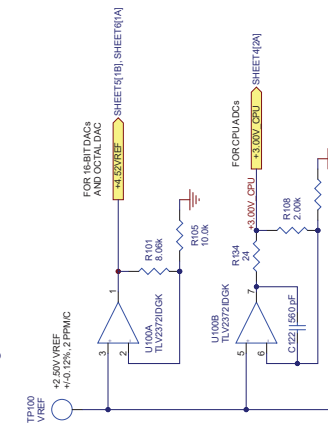 TP100
VREF
+2.50V VREF
+/-0.12%, 2 PPM/C
3
2
1
U100A
TLV2372IDGK
R101
8.06k
R105
10.0k
FOR 16-BIT DACs
AND OCTAL DAC
+4.52VREF
SHEET5[1B], SHEET6[1A]
5
6
7
U100B
TLV2372IDGK
C122
560 pF
R134
24
+3.00V_CPU
R108
2.00k
FOR CPU ADCs
+3.00V_CPU
SHEET4[2A]